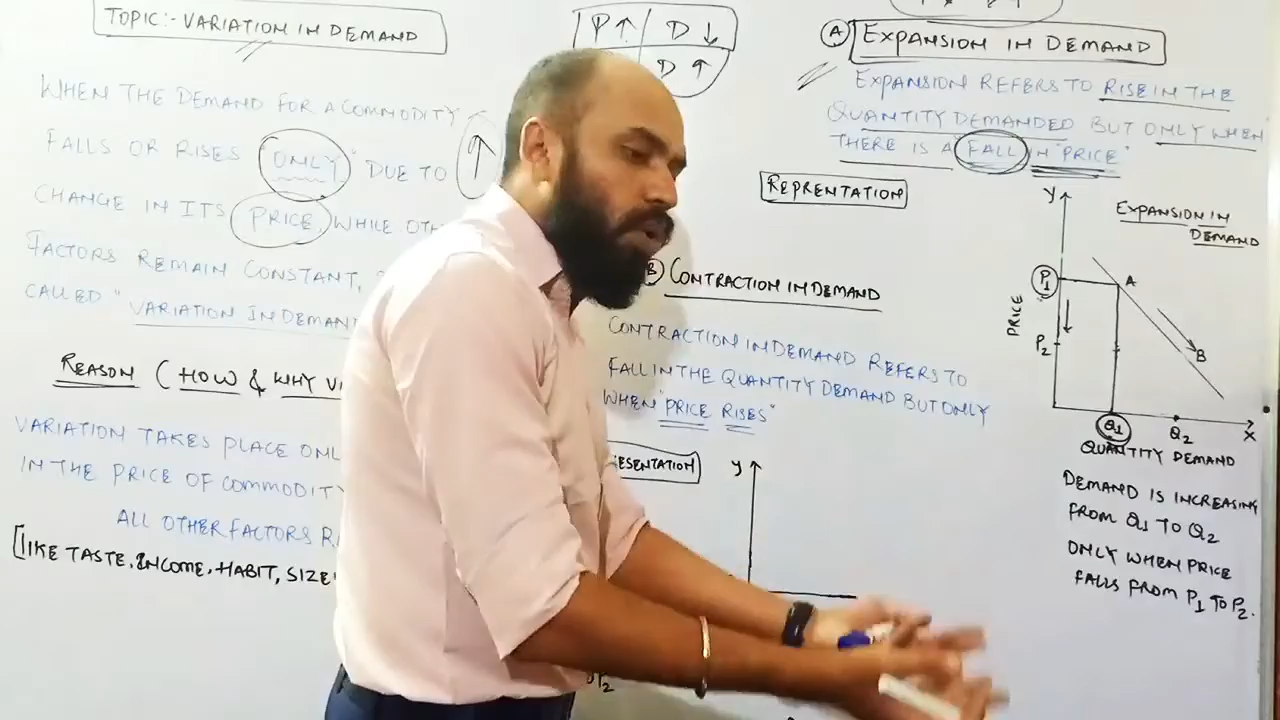 TOPIC:- VARIATION IN DEMAND
WHEN THE DEMAND FOR A COMMODITY
FALLS OR RISES "ONLY" DUE TO
CHANGE IN ITS PRICE, WHILE
FACTORS REMAIN CONSTANT,
CALLED "VARIATION IN DEMAND
REASON (HOW & WHY
VARIATION TAKES PLACE
IN THE PRICE OF COMMODITY
ALL OTHER FACTORS
[LIKE TASTE, INCOME, HABIT, SIZE
P↑ D↓
D↑
↑
B CONTRACTION IN DEMAND
CONTRACTION IN DEMAND REFERS TO
FALL IN THE QUANTITY DEMAND BUT ONLY
WHEN "PRICE RISES"
Y
P2
A EXPANSION IN DEMAND
EXPANSION REFERS TO RISE IN THE
QUANTITY DEMANDED BUT ONLY WHEN
THERE IS A "FALL IN "PRICE"
REPRENTATION
Y
EXPANSION IN
DEMAND
P1
A
PRICE
P2
B
Q1 Q2 X
QUANTITY DEMAND
DEMAND IS INCREASING
FROM Q1 TO Q2
ONLY WHEN PRICE
FALLS FROM P1 TO P2.